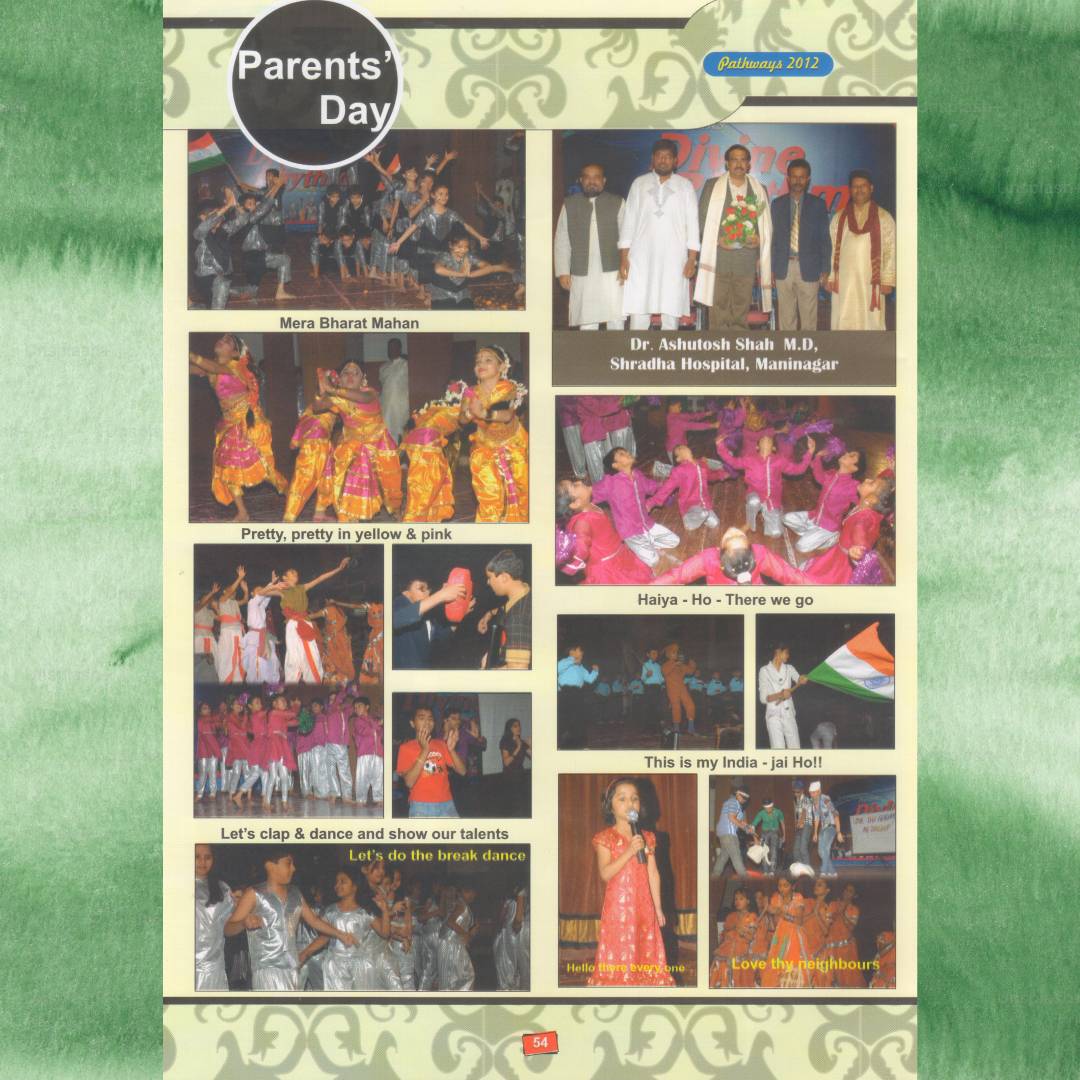 Parents'
Day
Pathways 2012
Mera Bharat Mahan
Divine
Dr. Ashutosh Shah M.D,
Shradha Hospital, Maninagar
Pretty, pretty in yellow & pink
Haiya - Ho - There we go
This is my India - jai Ho!!
Let's clap & dance and show our talents
Let's do the break dance
Hello there every one
Love thy neighbours
54